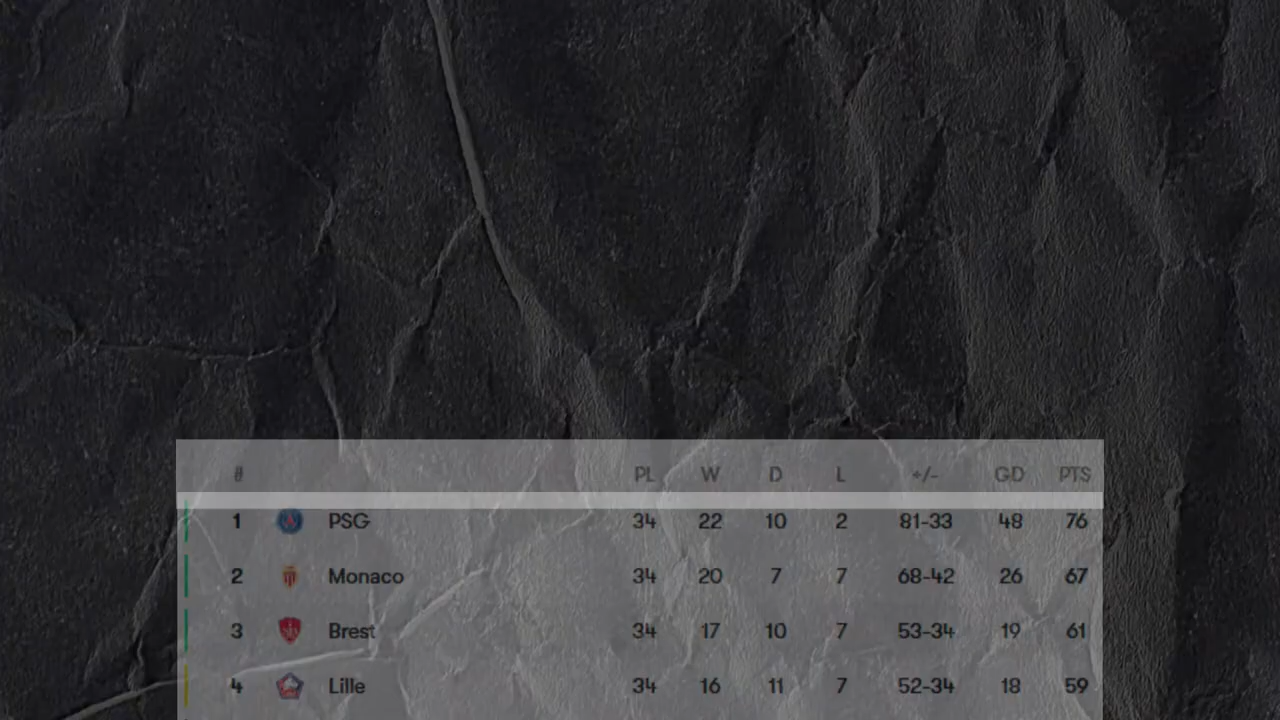 # PL W D L +/- GD PTS
1 PSG 34 22 10 2 81-33 48 76
2 Monaco 34 20 7 7 68-42 26 67
3 Brest 34 17 10 7 53-34 19 61
4 Lille 34 16 11 7 52-34 18 59